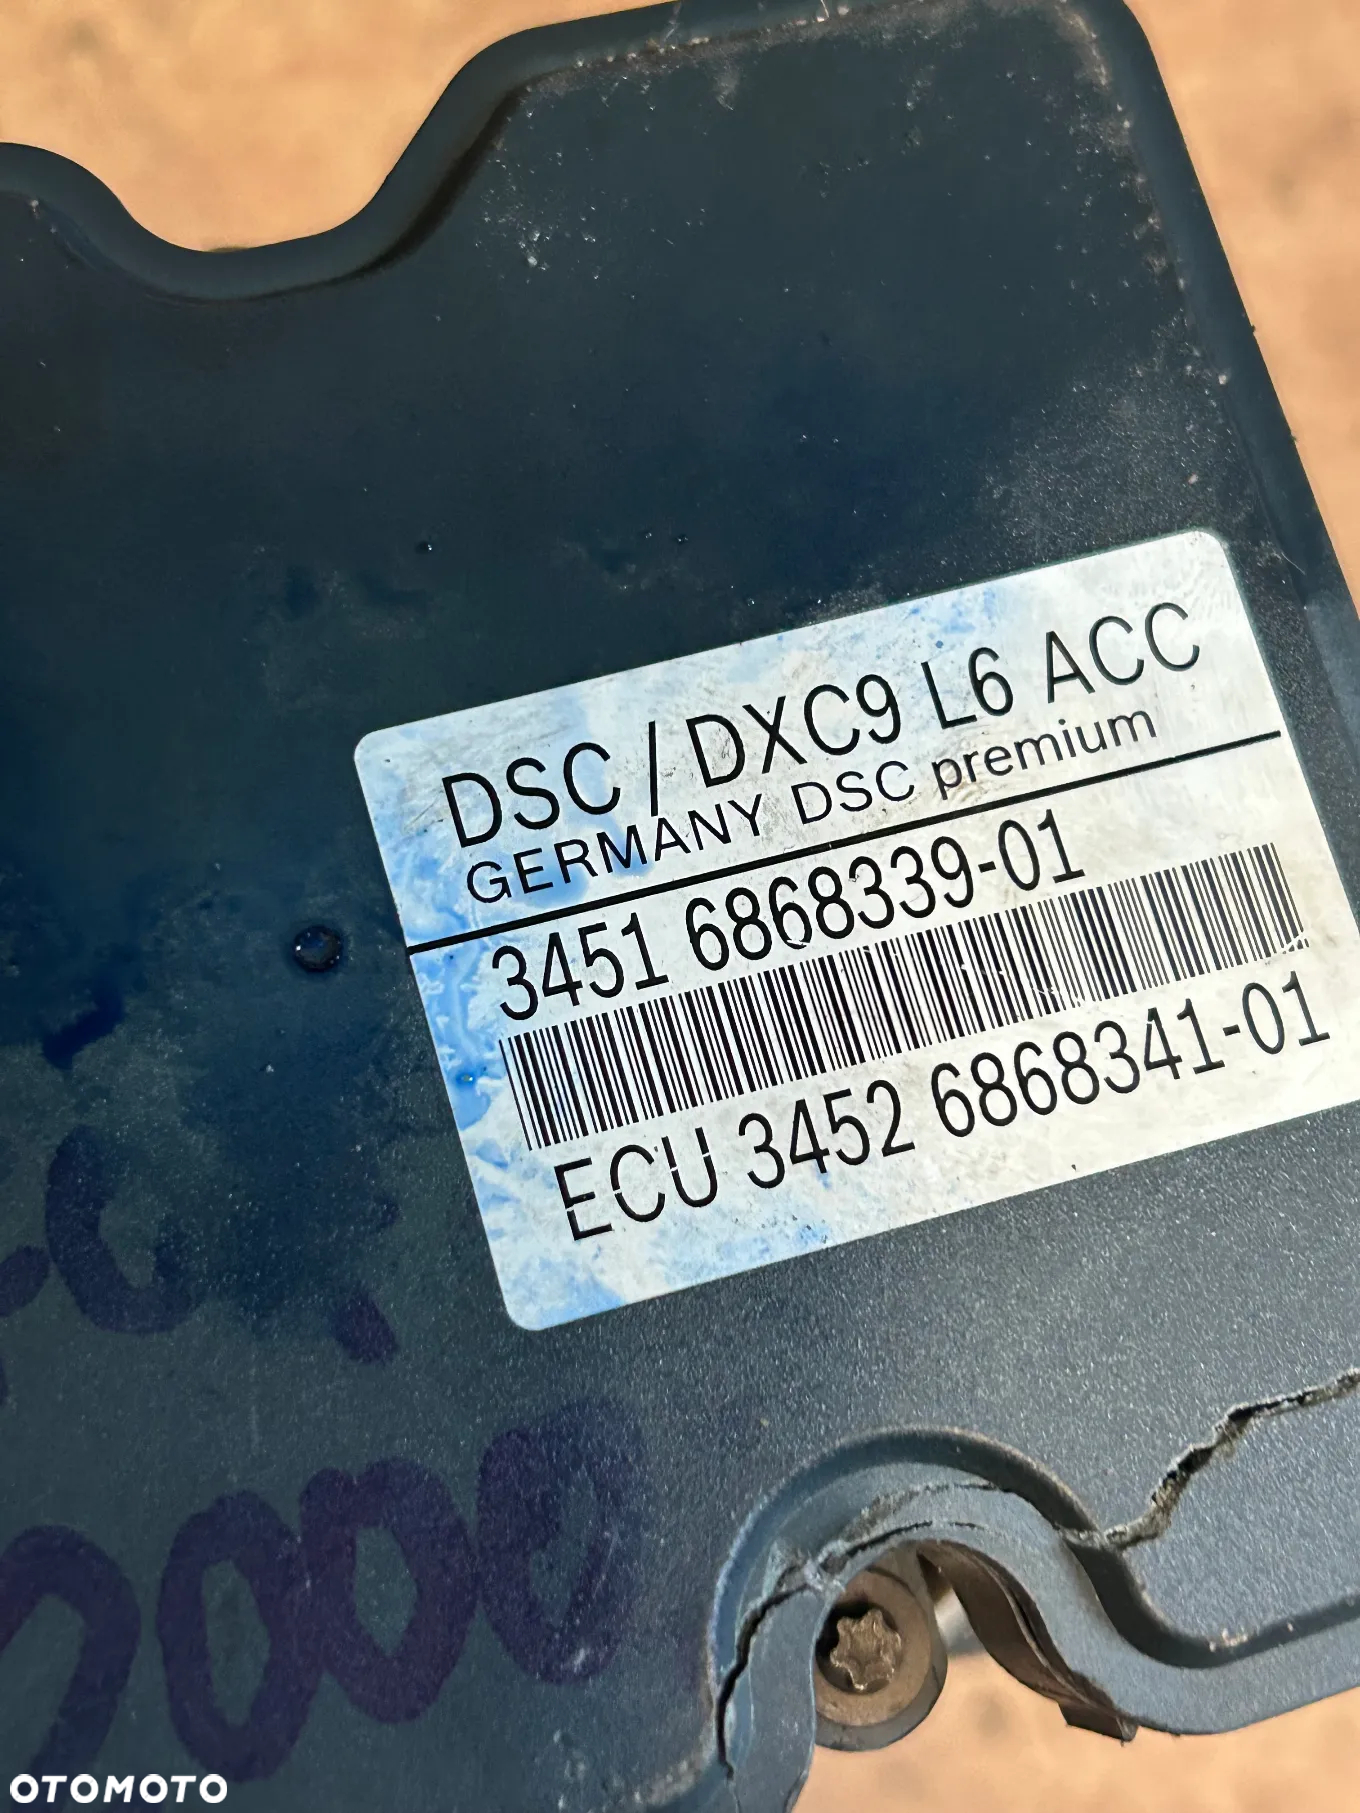 DSC / DXC9 L6 ACC
GERMANY DSC premium
3451 6868339-01
ECU 3452 6868341-01
OTOMOTO